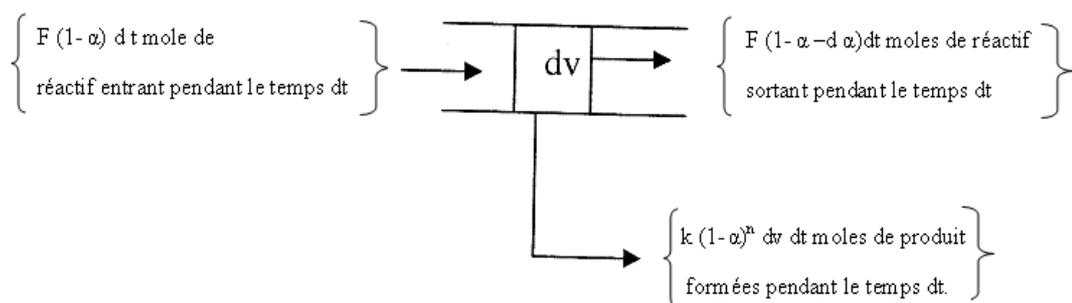 F (1- α) d t mole de
réactif entrant pendant le temps dt
dv
F (1- α –d α)dt moles de réactif
sortant pendant le temps dt
k (1-α)ⁿ dv dt moles de produit
formées pendant le temps dt.